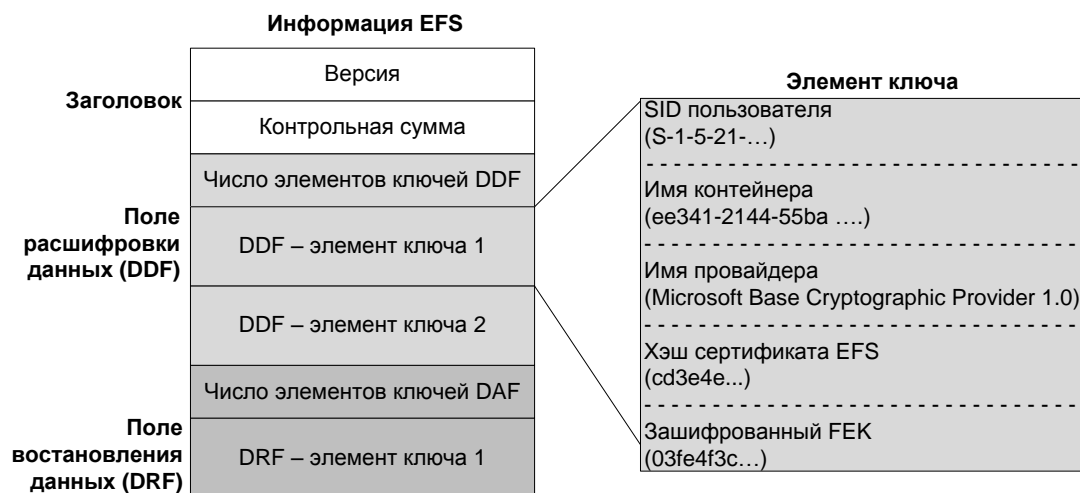 Информация EFS
Заголовок
Версия
Контрольная сумма
Поле
расшифровки
данных (DDF)
Число элементов ключей DDF
DDF – элемент ключа 1
DDF – элемент ключа 2
Поле
востановления
данных (DRF)
Число элементов ключей DAF
DRF – элемент ключа 1
Элемент ключа
SID пользователя
(S-1-5-21-…)
Имя контейнера
(ee341-2144-55ba ….)
Имя провайдера
(Microsoft Base Cryptographic Provider 1.0)
Хэш сертификата EFS
(cd3e4e...)
Зашифрованный FEK
(03fe4f3c…)